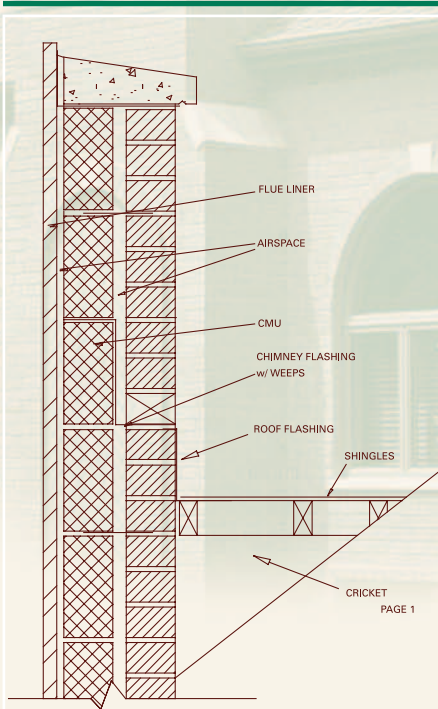 FLUE LINER
AIRSPACE
CMU
CHIMNEY FLASHING
w/ WEEPS
ROOF FLASHING
SHINGLES
CRICKET
PAGE 1